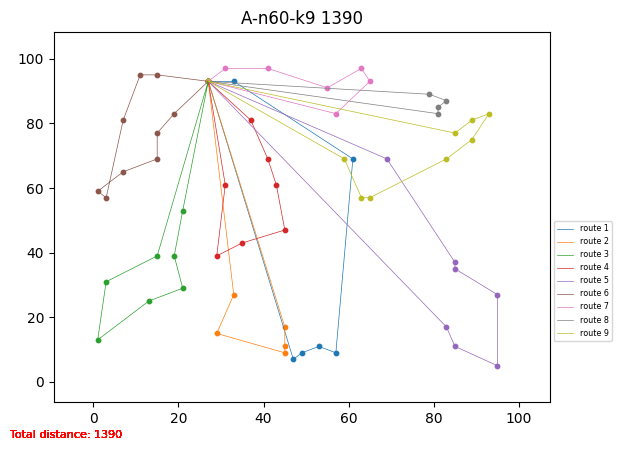 A-n60-k9 1390
100
80
60
40
20
0
0 20 40 60 80 100
route 1
route 2
route 3
route 4
route 5
route 6
route 7
route 8
route 9
Total distance: 1390